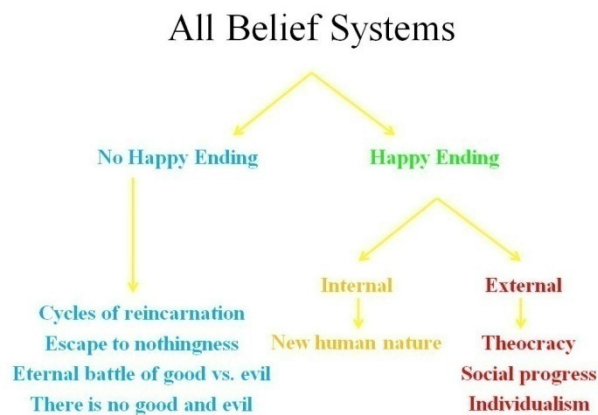 All Belief Systems
No Happy Ending
Happy Ending
Internal
External
Cycles of reincarnation
Escape to nothingness
Eternal battle of good vs. evil
There is no good and evil
New human nature
Theocracy
Social progress
Individualism